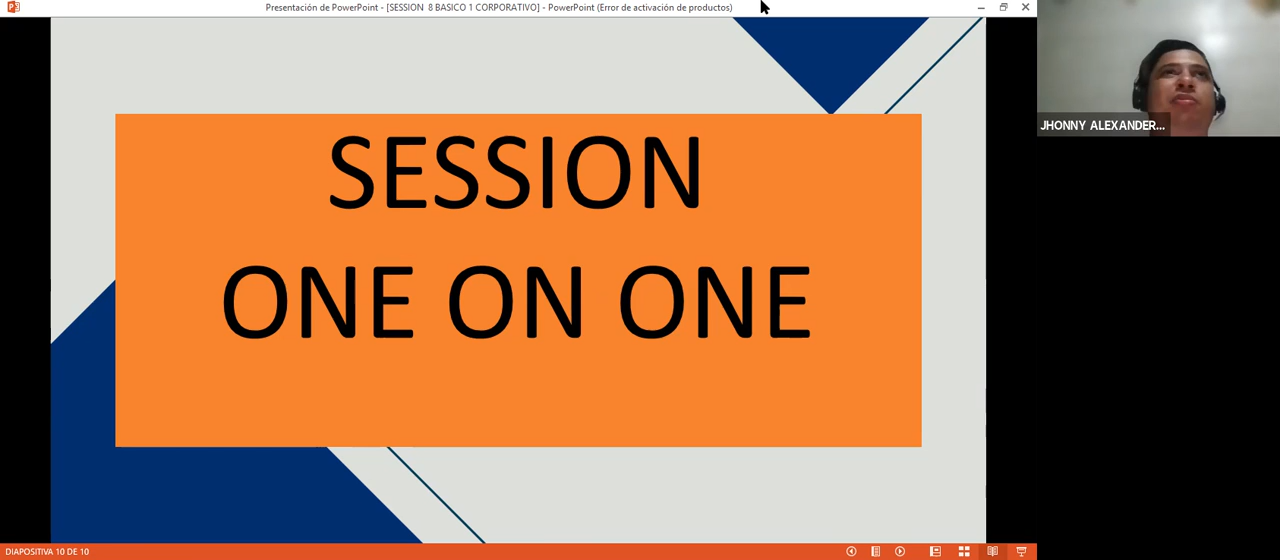 Presentación de PowerPoint - [SESSION  8 BASICO 1 CORPORATIVO] - PowerPoint (Error de activación de productos)
SESSION
ONE ON ONE
JHONNY ALEXANDER...
DIAPOSITIVA 10 DE 10